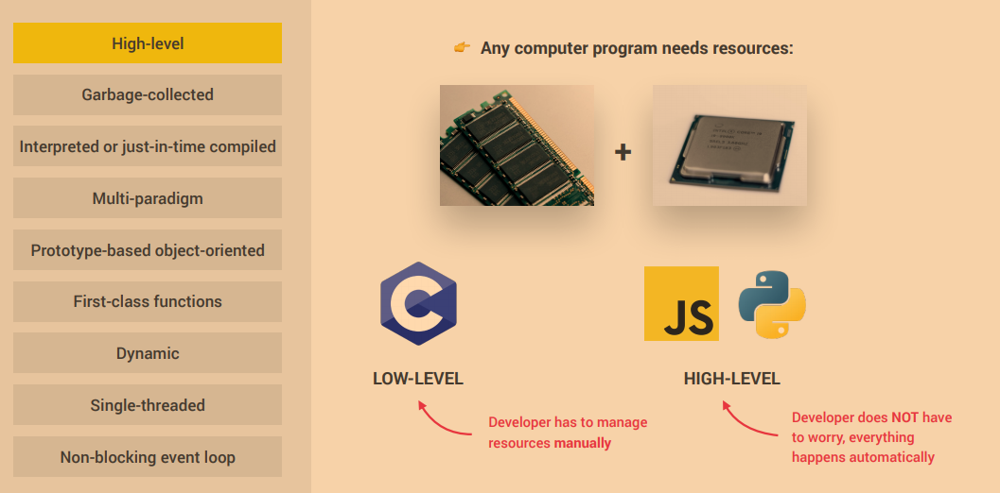 High-level
Garbage-collected
Interpreted or just-in-time compiled
Multi-paradigm
Prototype-based object-oriented
First-class functions
Dynamic
Single-threaded
Non-blocking event loop
👉 Any computer program needs resources:
+
C
JS
LOW-LEVEL
HIGH-LEVEL
Developer has to manage
resources manually
Developer does NOT have
to worry, everything
happens automatically